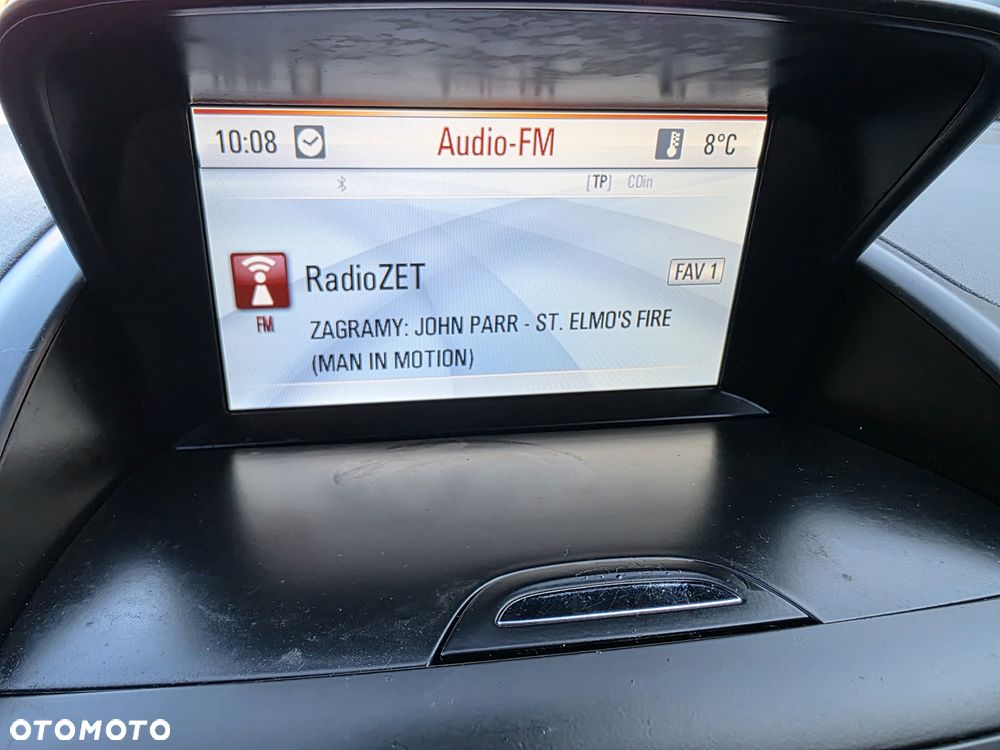 10:08 Audio-FM 8°C
[TP] CDin
RadioZET FAV 1
FM
ZAGRAMY: JOHN PARR - ST. ELMO'S FIRE
(MAN IN MOTION)
OTOMOTO